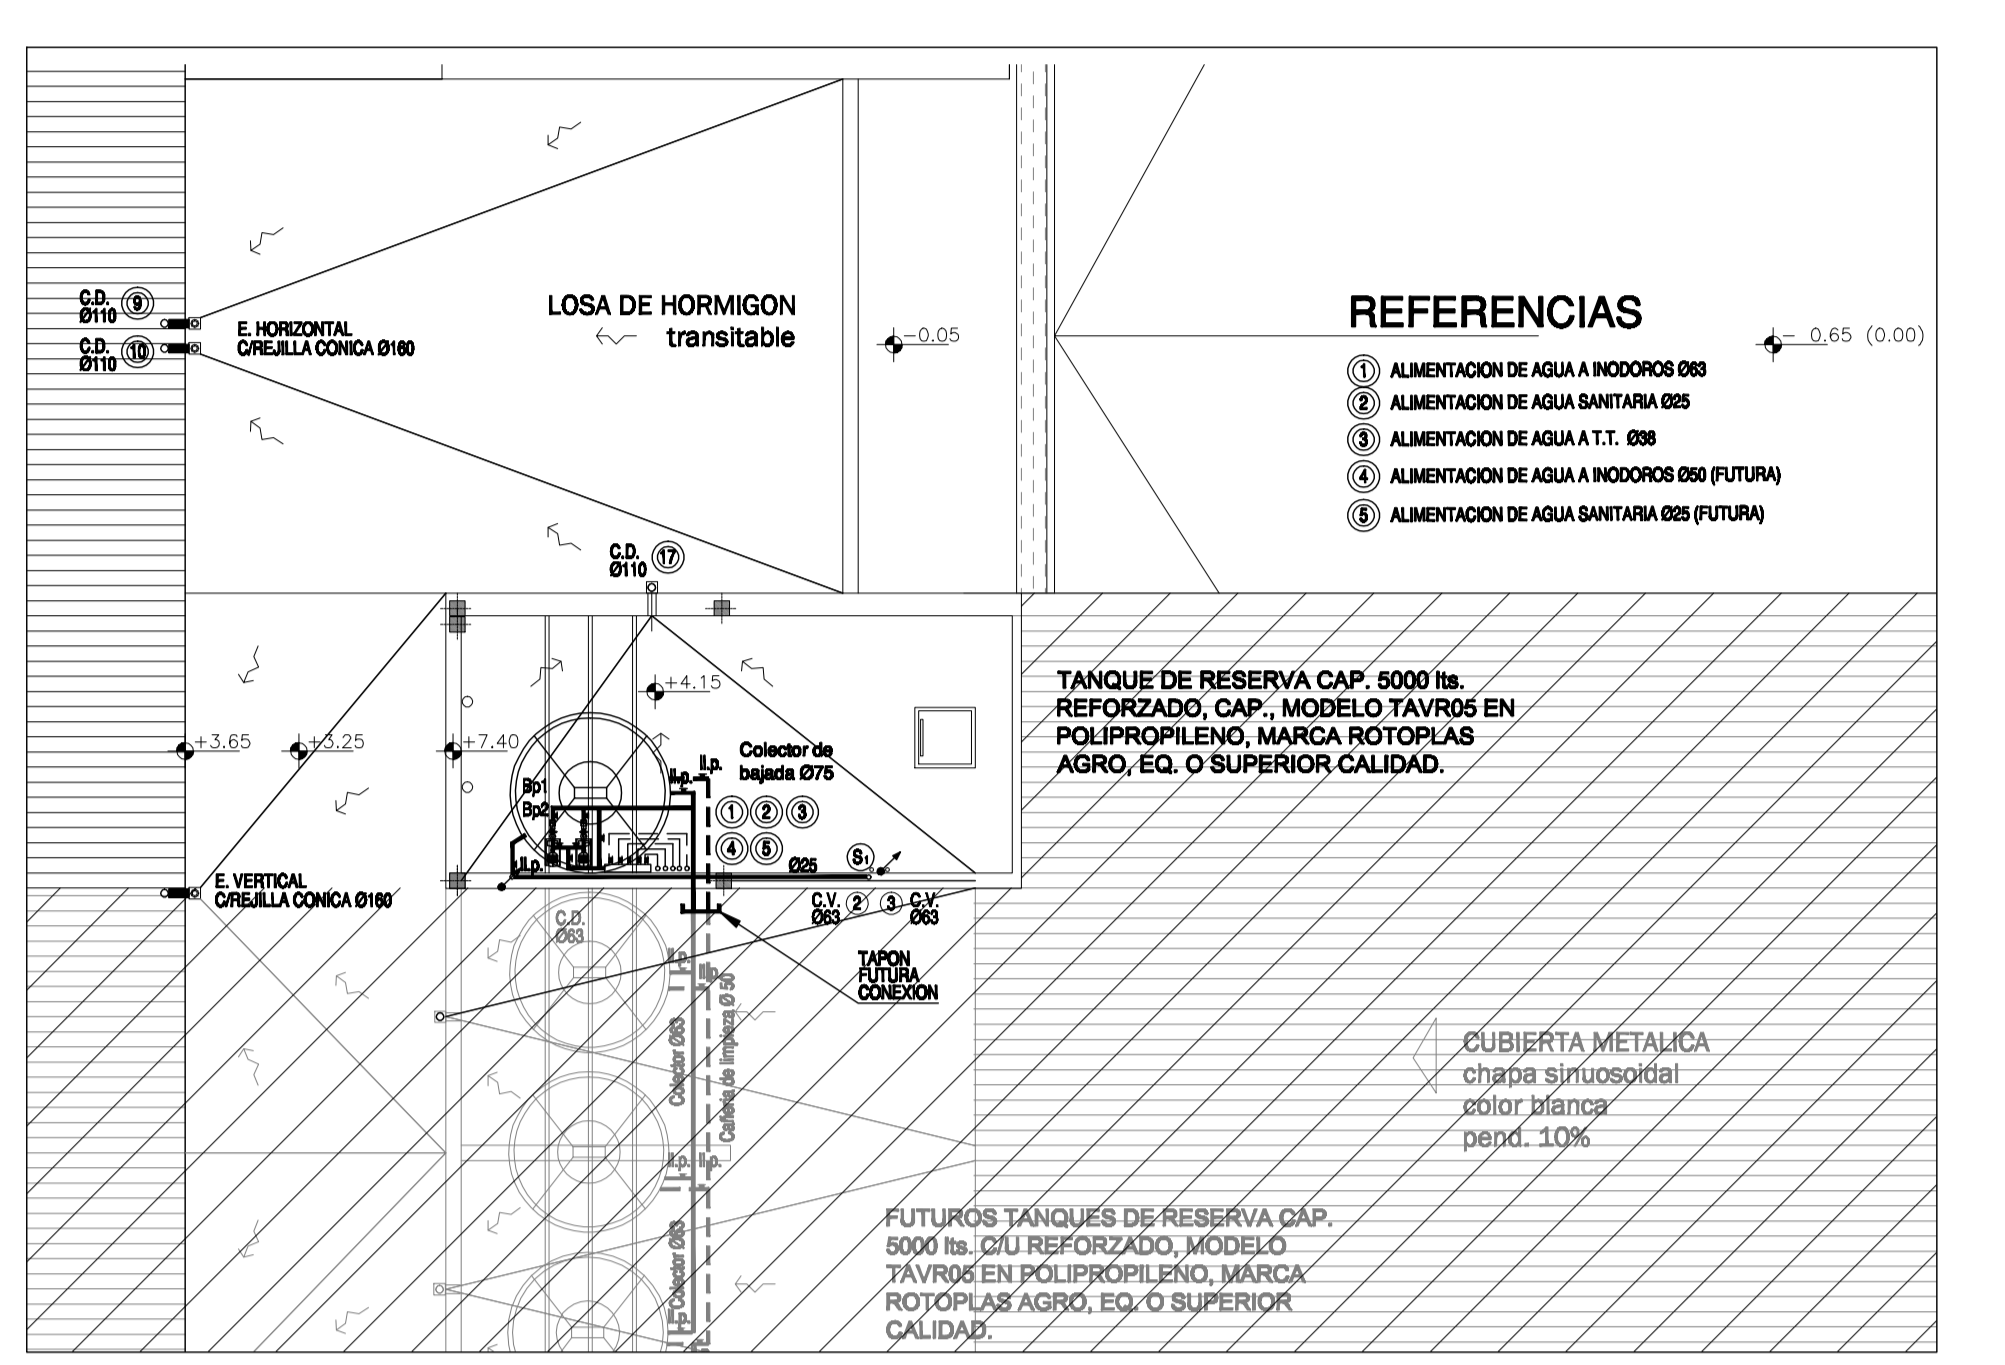 C.D.
Ø110
9
C.D.
Ø110
10
E. HORIZONTAL
C/REJILLA CONICA Ø160
LOSA DE HORMIGON
transitable
-0.05
REFERENCIAS
- 0.65 (0.00)
1 ALIMENTACION DE AGUA A INODOROS Ø63
2 ALIMENTACION DE AGUA SANITARIA Ø25
3 ALIMENTACION DE AGUA A T.T. Ø38
4 ALIMENTACION DE AGUA A INODOROS Ø50 (FUTURA)
5 ALIMENTACION DE AGUA SANITARIA Ø25 (FUTURA)
C.D.
Ø110
17
+4.15
+3.65
+3.25
+7.40
TANQUE DE RESERVA CAP. 5000 lts.
REFORZADO, CAP., MODELO TAVR05 EN
POLIPROPILENO, MARCA ROTOPLAS
AGRO, EQ. O SUPERIOR CALIDAD.
Colector de
bajada Ø75
ll.p.
ll.p.
Bp1
Bp2
1 2 3
4 5
ll.p.
Ø25
S1
E. VERTICAL
C/REJILLA CONICA Ø160
C.V.
Ø63
2
3
C.V.
Ø63
C.D.
Ø63
TAPON
FUTURA
CONEXION
Colector Ø63
Cañeria de limpieza Ø 50
ll.p.
CUBIERTA METALICA
chapa sinuosoidal
color blanca
pend. 10%
Colector Ø63
FUTUROS TANQUES DE RESERVA CAP.
5000 lts. C/U REFORZADO, MODELO
TAVR05 EN POLIPROPILENO, MARCA
ROTOPLAS AGRO, EQ. O SUPERIOR
CALIDAD.